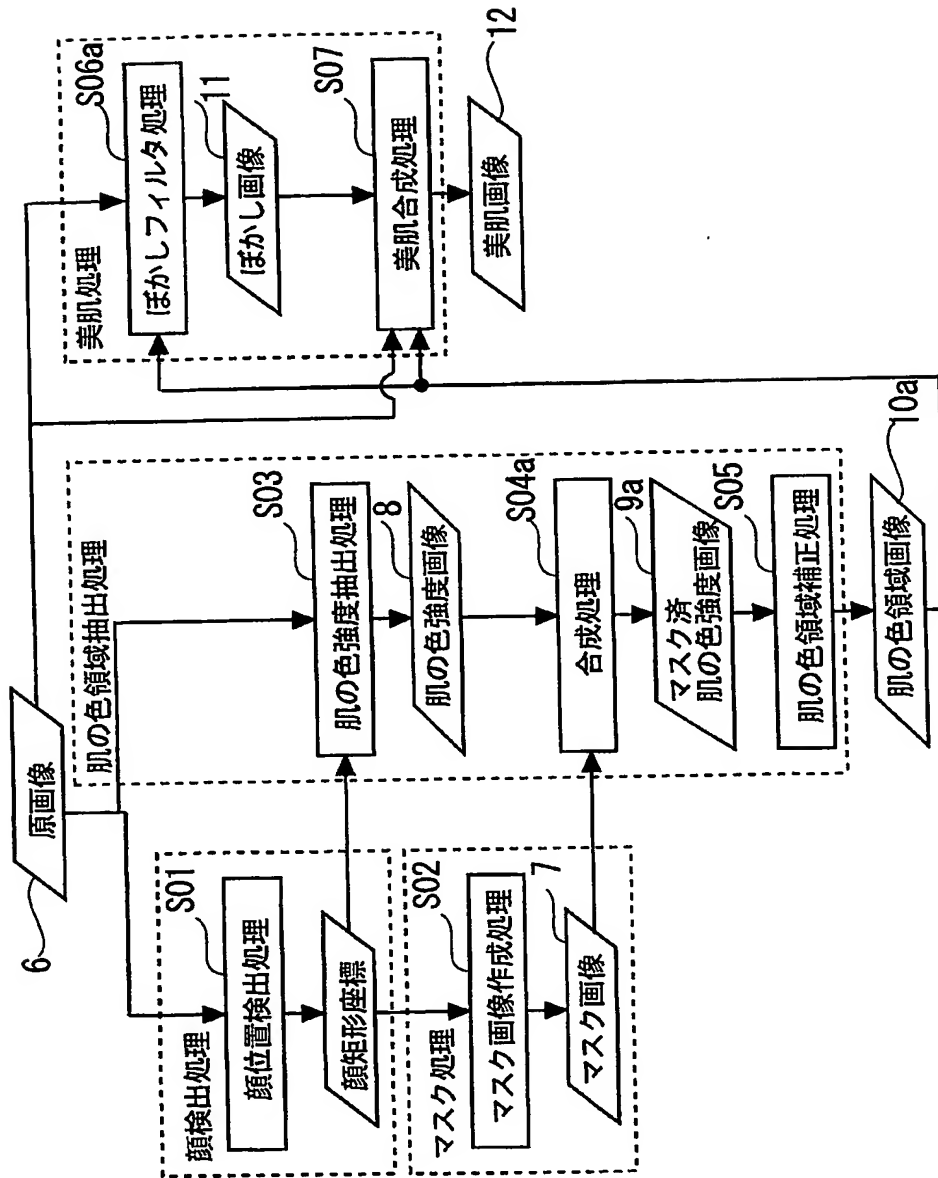 6
原画像
顔検出処理
S01
顔位置検出処理
顔矩形座標
マスク処理
S02
マスク画像作成処理
7
マスク画像
肌の色領域抽出処理
S03
肌の色強度抽出処理
8
肌の色強度画像
S04a
合成処理
9a
マスク済
肌の色強度画像
S05
肌の色領域補正処理
10a
肌の色領域画像
美肌処理
S06a
ぼかしフィルタ処理
11
ぼかし画像
S07
美肌合成処理
12
美肌画像